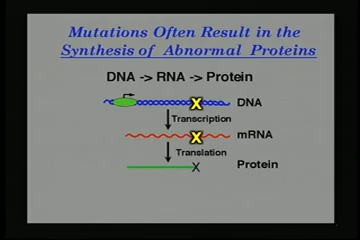 Mutations Often Result in the
Synthesis of Abnormal Proteins
DNA -> RNA -> Protein
X DNA
Transcription
X mRNA
Translation
X Protein